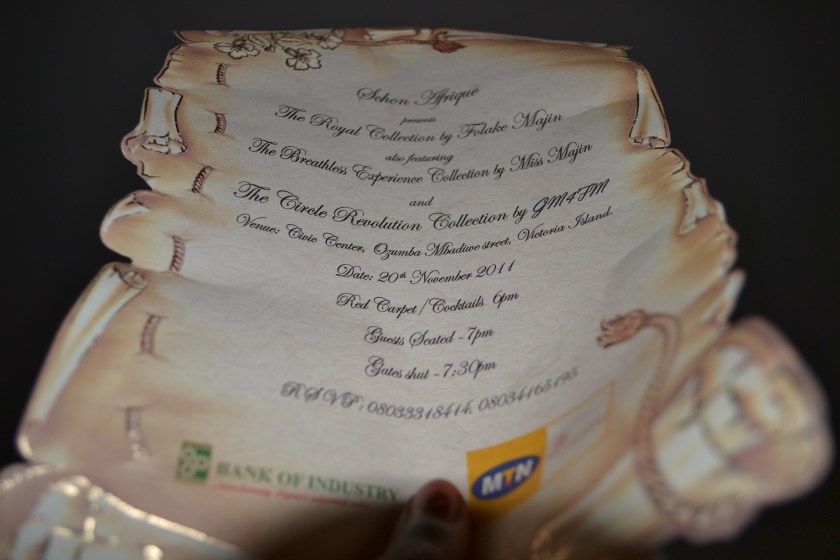 Schon Affrique
presents
The Royal Collection by Folake Majin
also featuring
The Breathless Experience Collection by Miss Majin
and
The Circle Revolution Collection by GM4FM
Venue: Civic Center, Ozumba Mbadiwe street, Victoria Island.
Date: 20th November 2011
Red Carpet/Cocktails 6pm
Guests Seated - 7pm
Gates shut - 7:30pm
RSVP: 08033318414, 08034165195
BANK OF INDUSTRY
MTN